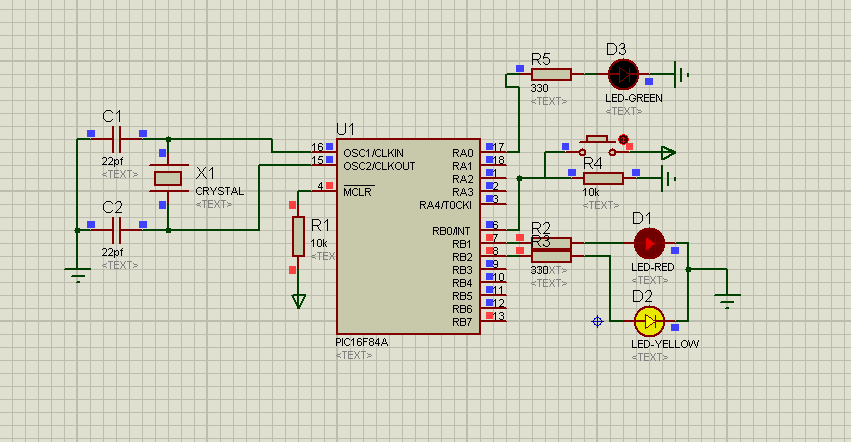 C1
22pf
<TEXT>
X1
CRYSTAL
<TEXT>
C2
22pf
<TEXT>
R1
10k
<TEX
U1
16 OSC1/CLKIN
15 OSC2/CLKOUT
4 MCLR
RA0 17
RA1 18
RA2 1
RA3 2
RA4/T0CKI 3
RB0/INT 6
RB1 7
RB2 8
RB3 9
RB4 10
RB5 11
RB6 12
RB7 13
PIC16F84A
<TEXT>
R5
330
<TEXT>
D3
LED-GREEN
<TEXT>
R4
10k
<TEXT>
R2
R3
330
<TEXT>
D1
LED-RED
<TEXT>
D2
LED-YELLOW
<TEXT>